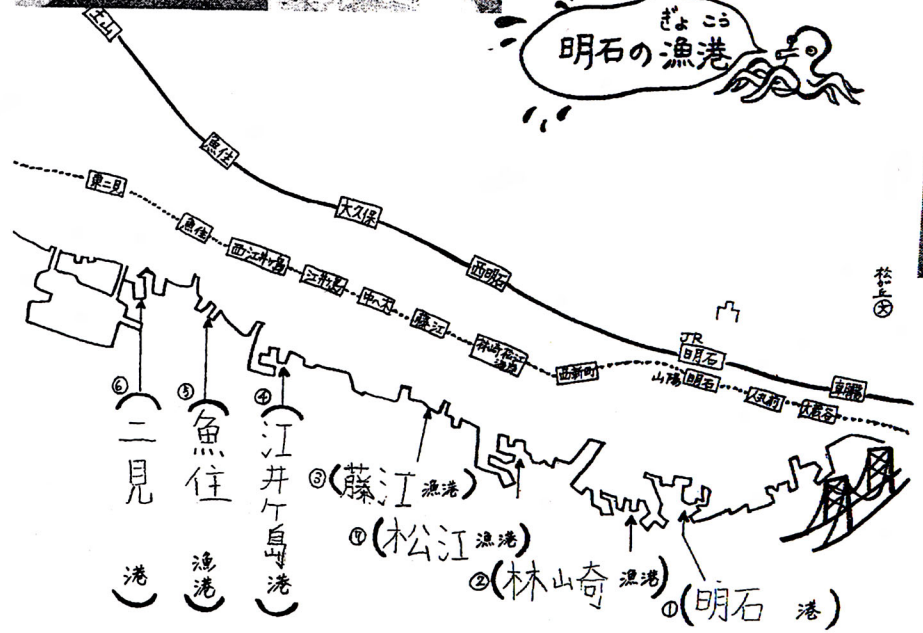 ぎょ こう
明石の漁港
土山
魚住
大久保
西明石
JR
明石
朝霧
東二見
魚住
西江井ヶ島
江井ヶ島
中八木
藤江
林崎松江海岸
西新町
山陽 明石
人丸前
大蔵谷
松が丘
⑥(二見 港)
⑤(魚住 漁港)
④(江井ヶ島港)
③(藤江漁港)
⑦(松江漁港)
②(林崎漁港)
①(明石 港)